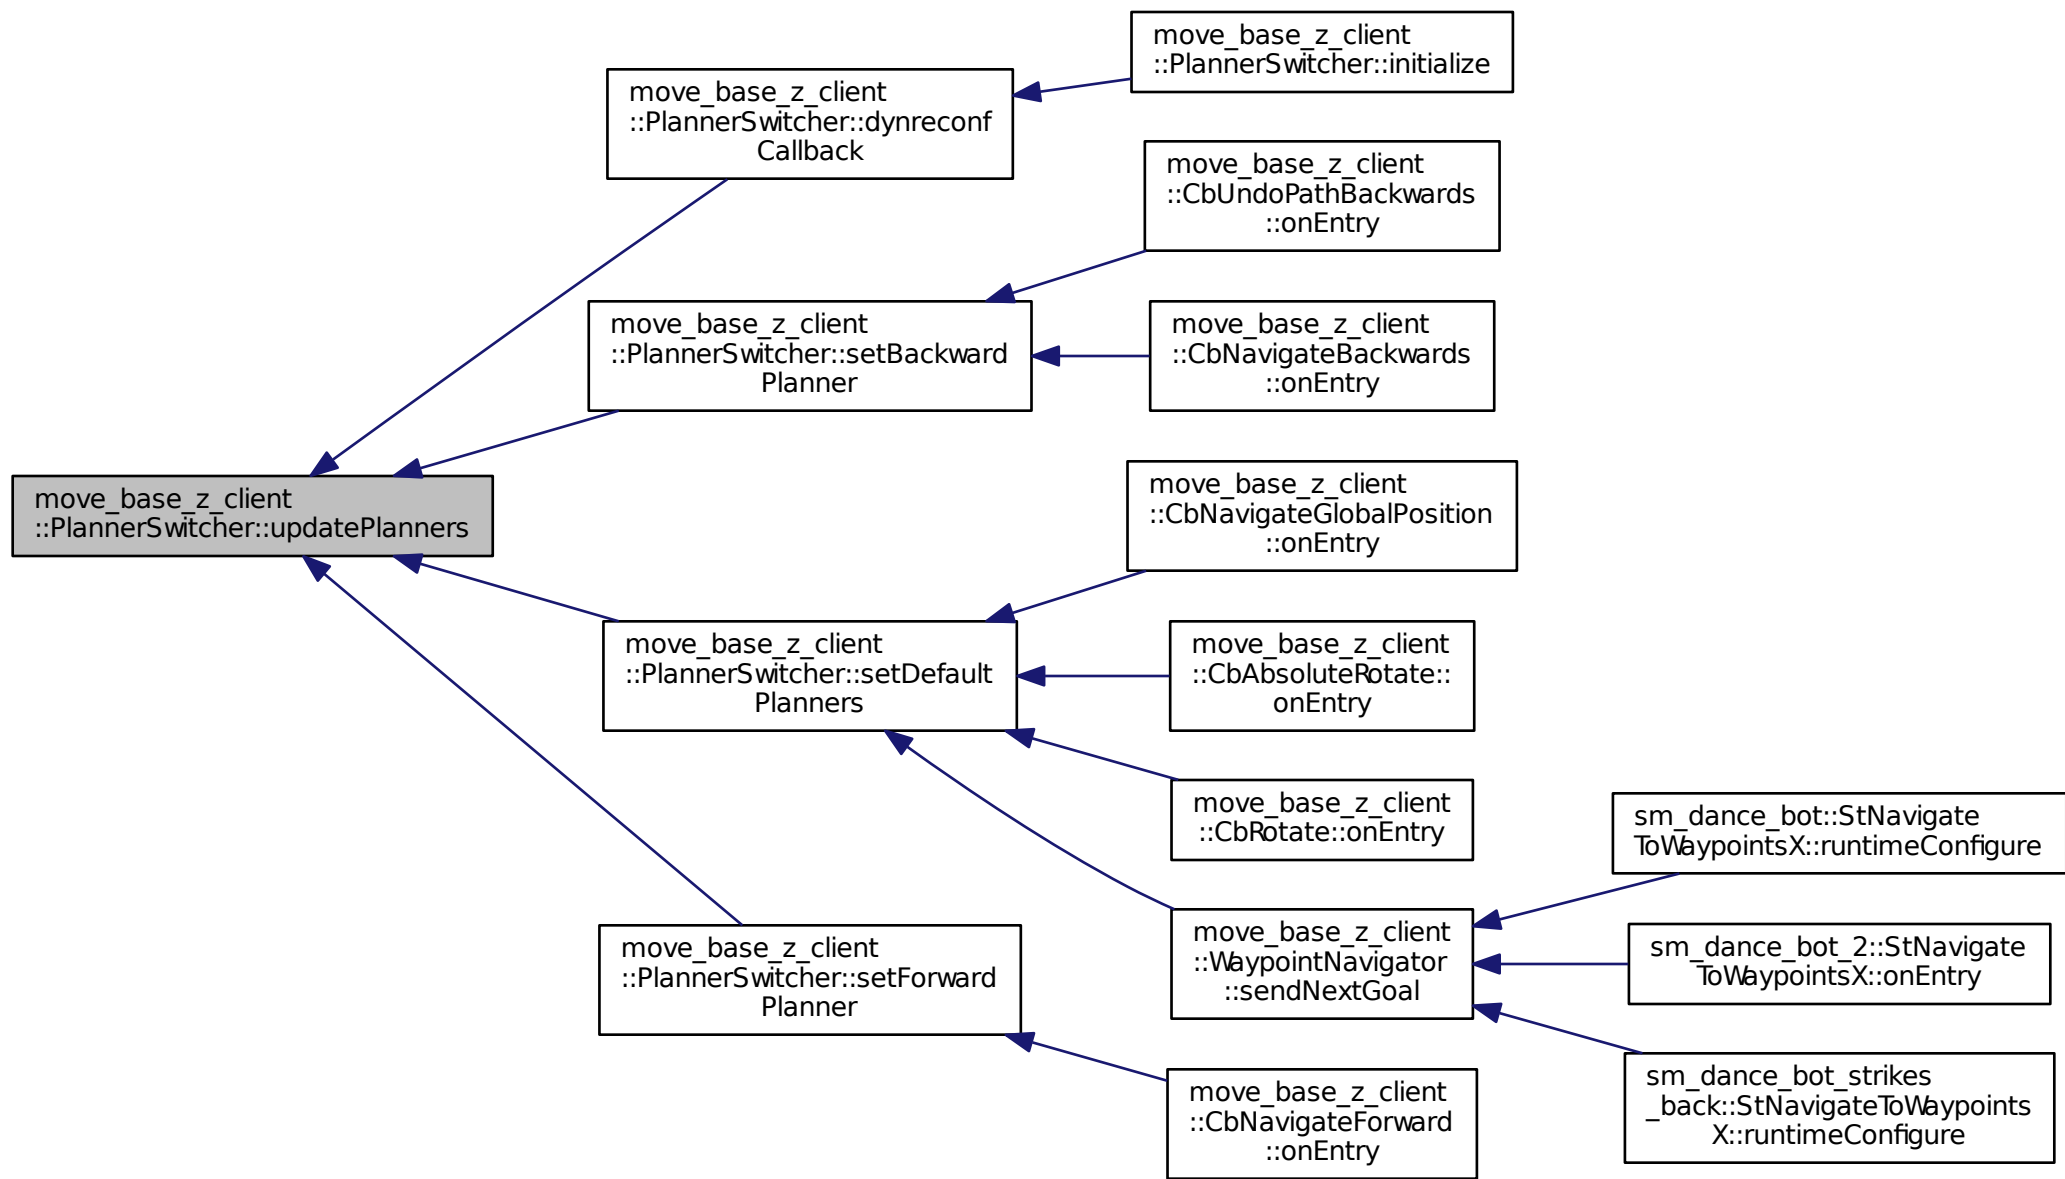 move_base_z_client
::PlannerSwitcher::initialize
move_base_z_client
::PlannerSwitcher::dynreconf
Callback
move_base_z_client
::CbUndoPathBackwards
::onEntry
move_base_z_client
::PlannerSwitcher::setBackward
Planner
move_base_z_client
::CbNavigateBackwards
::onEntry
move_base_z_client
::PlannerSwitcher::updatePlanners
move_base_z_client
::CbNavigateGlobalPosition
::onEntry
move_base_z_client
::PlannerSwitcher::setDefault
Planners
move_base_z_client
::CbAbsoluteRotate::
onEntry
move_base_z_client
::CbRotate::onEntry
sm_dance_bot::StNavigate
ToWaypointsX::runtimeConfigure
move_base_z_client
::WaypointNavigator
::sendNextGoal
sm_dance_bot_2::StNavigate
ToWaypointsX::onEntry
move_base_z_client
::PlannerSwitcher::setForward
Planner
sm_dance_bot_strikes
_back::StNavigateToWaypoints
X::runtimeConfigure
move_base_z_client
::CbNavigateForward
::onEntry